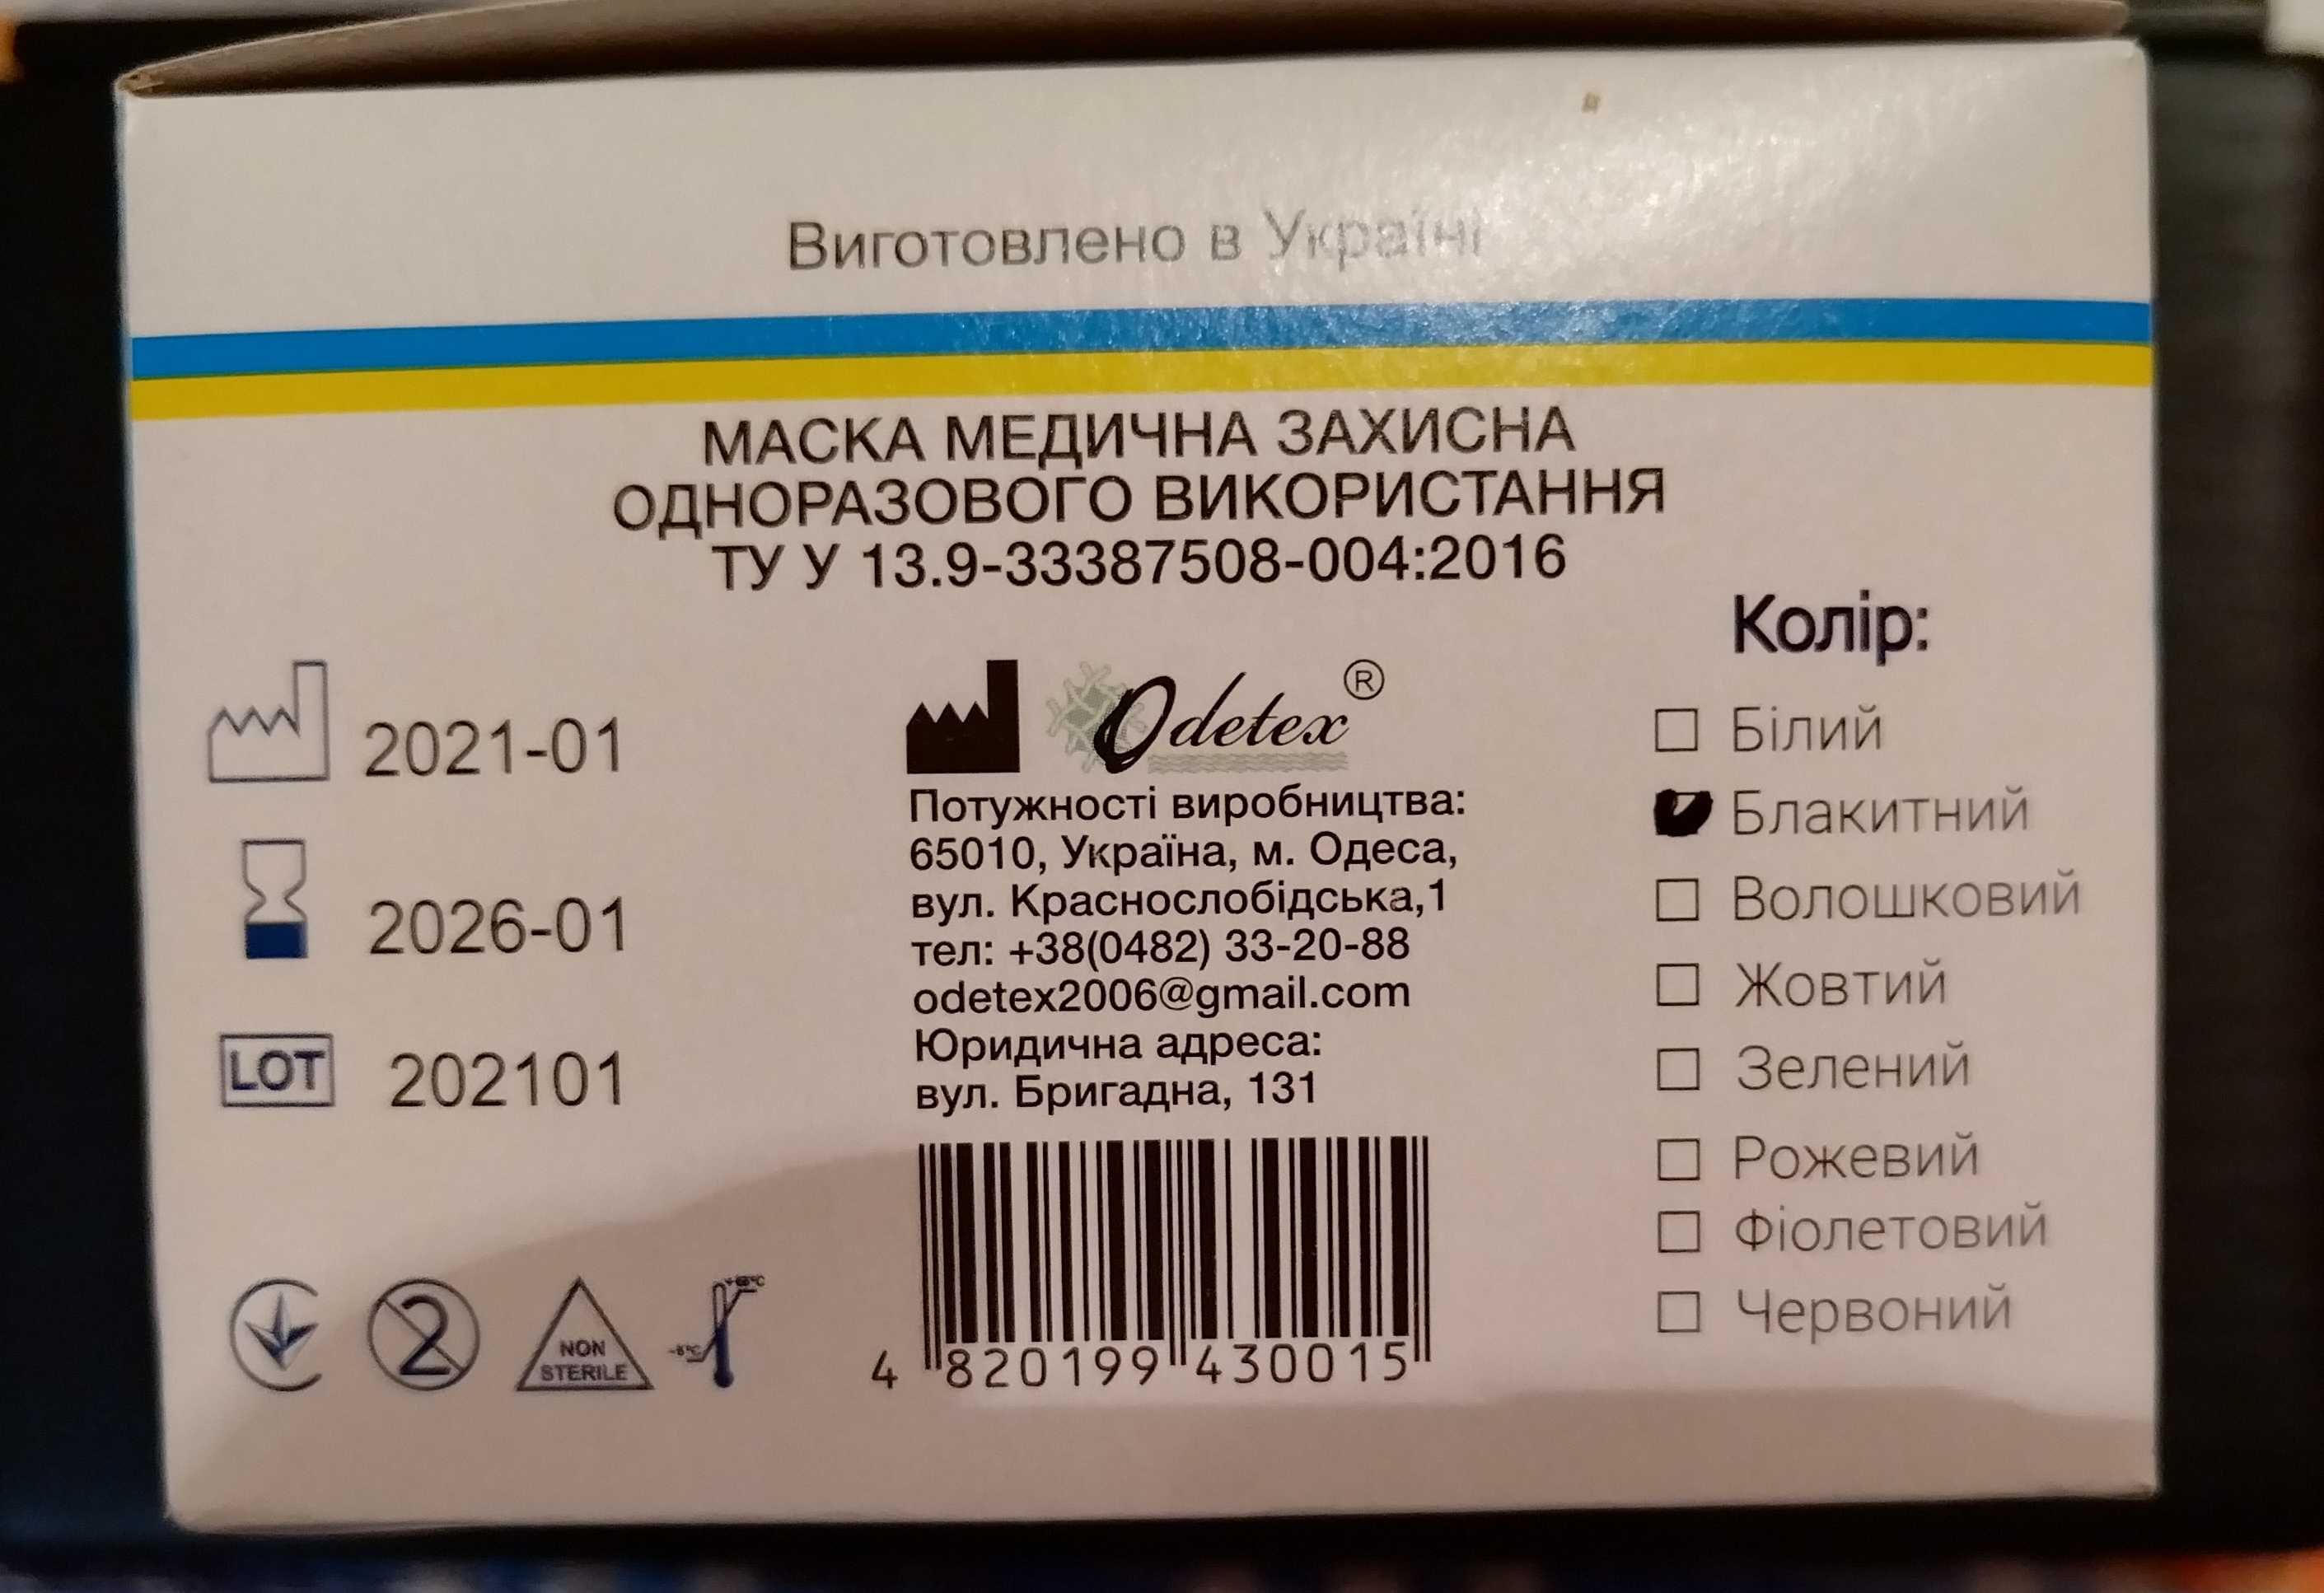 Виготовлено в Україні
МАСКА МЕДИЧНА ЗАХИСНА
ОДНОРАЗОВОГО ВИКОРИСТАННЯ
ТУ У 13.9-33387508-004:2016
2021-01
2026-01
LOT 202101
NON
STERILE
Odetex®
Потужності виробництва:
65010, Україна, м. Одеса,
вул. Краснослобідська,1
тел: +38(0482) 33-20-88
odetex2006@gmail.com
Юридична адреса:
вул. Бригадна, 131
4 820199 430015
Колір:
Білий
Блакитний
Волошковий
Жовтий
Зелений
Рожевий
Фіолетовий
Червоний
2